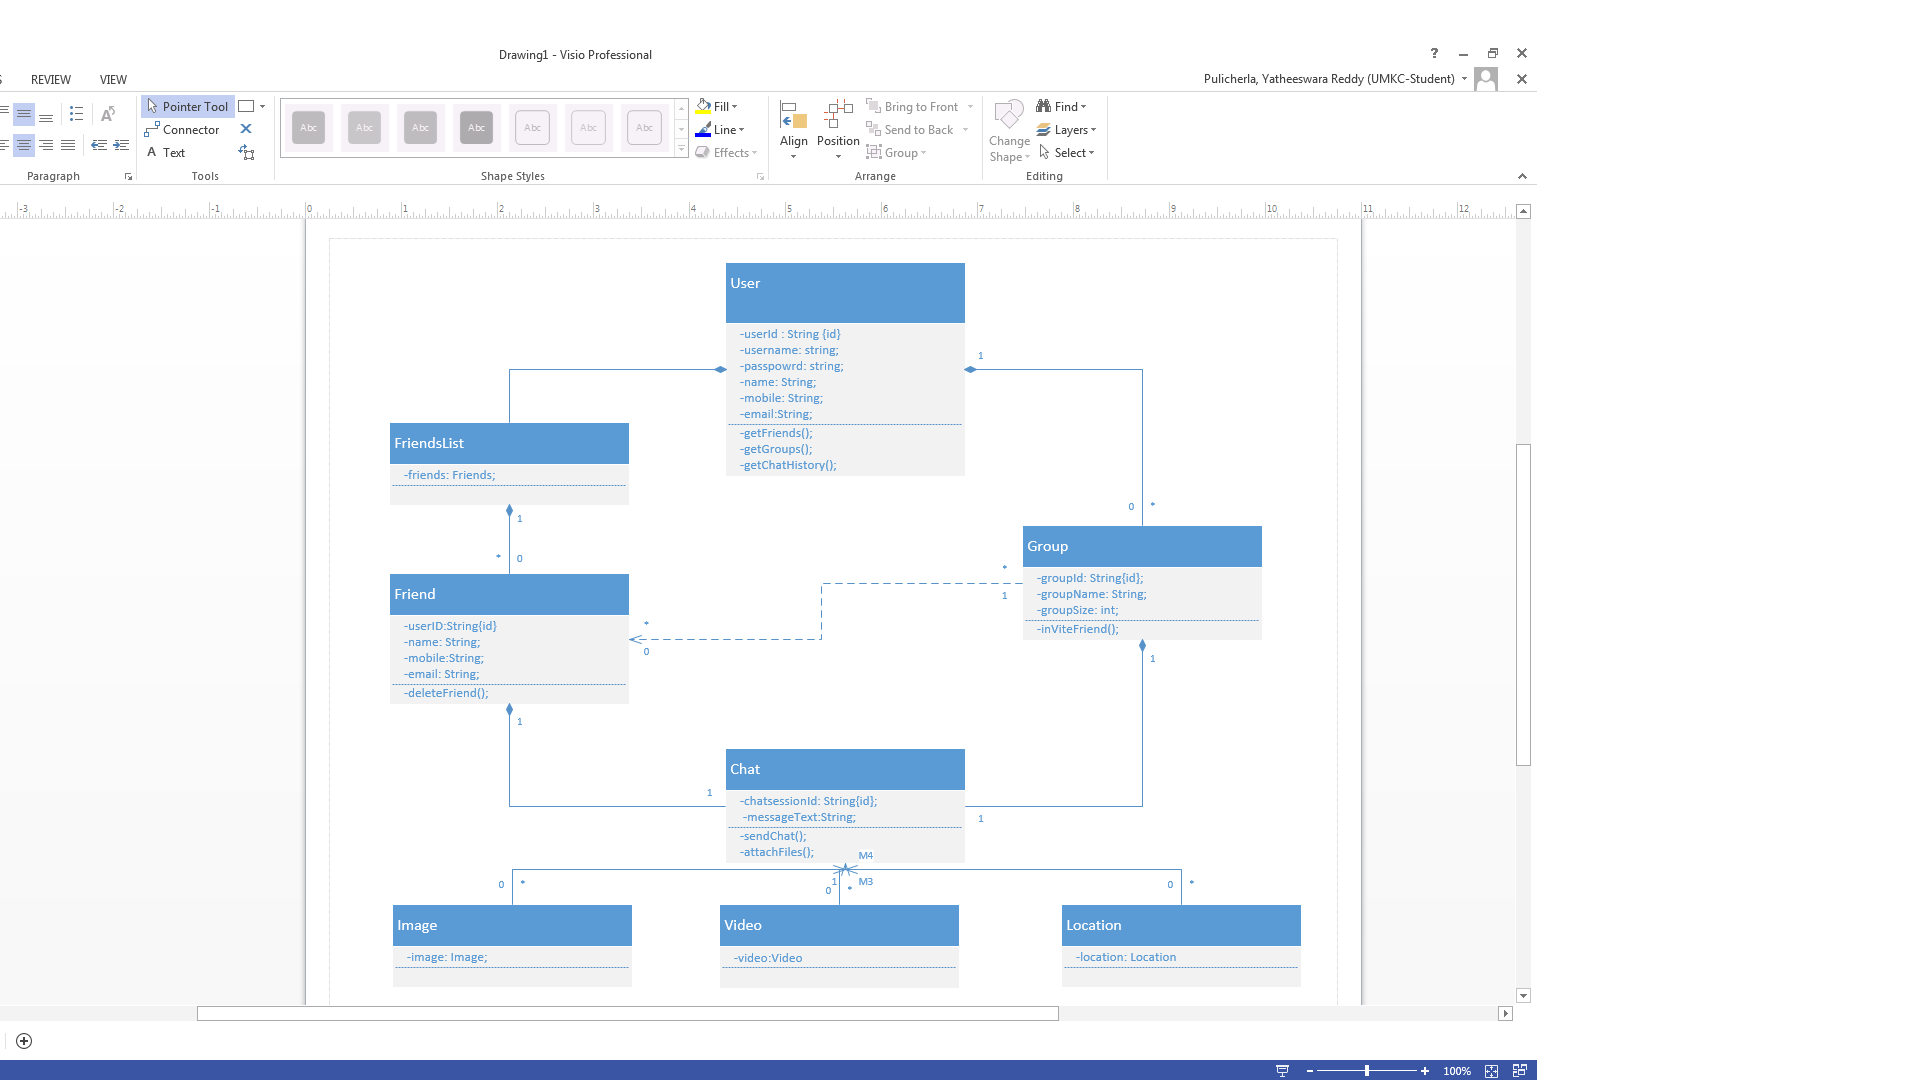 Drawing1 - Visio Professional
?
S REVIEW VIEW
Pulicherla, Yatheeswara Reddy (UMKC-Student)
Pointer Tool
Connector
A Text
Abc Abc Abc Abc Abc Abc Abc
Fill
Line
Effects
Align
Position
Bring to Front
Send to Back
Group
Change
Shape
Find
Layers
Select
Paragraph Tools Shape Styles Arrange Editing
-3 -2 -1 0 1 2 3 4 5 6 7 8 9 10 11 12
User
-userId : String {id}
-username: string;
-passpowrd: string;
-name: String;
-mobile: String;
-email:String;
-getFriends();
-getGroups();
-getChatHistory();
1
0 *
FriendsList
-friends: Friends;
1
* 0
Friend
-userID:String{id}
-name: String;
-mobile:String;
-email: String;
-deleteFriend();
*
0
*
1
Group
-groupId: String{id};
-groupName: String;
-groupSize: int;
-inViteFriend();
1
1
1
Chat
-chatsessionId: String{id};
-messageText:String;
-sendChat();
-attachFiles();
1
M4
1 M3
0 *
0 *
0 *
Image
-image: Image;
Video
-video:Video
Location
-location: Location
100%